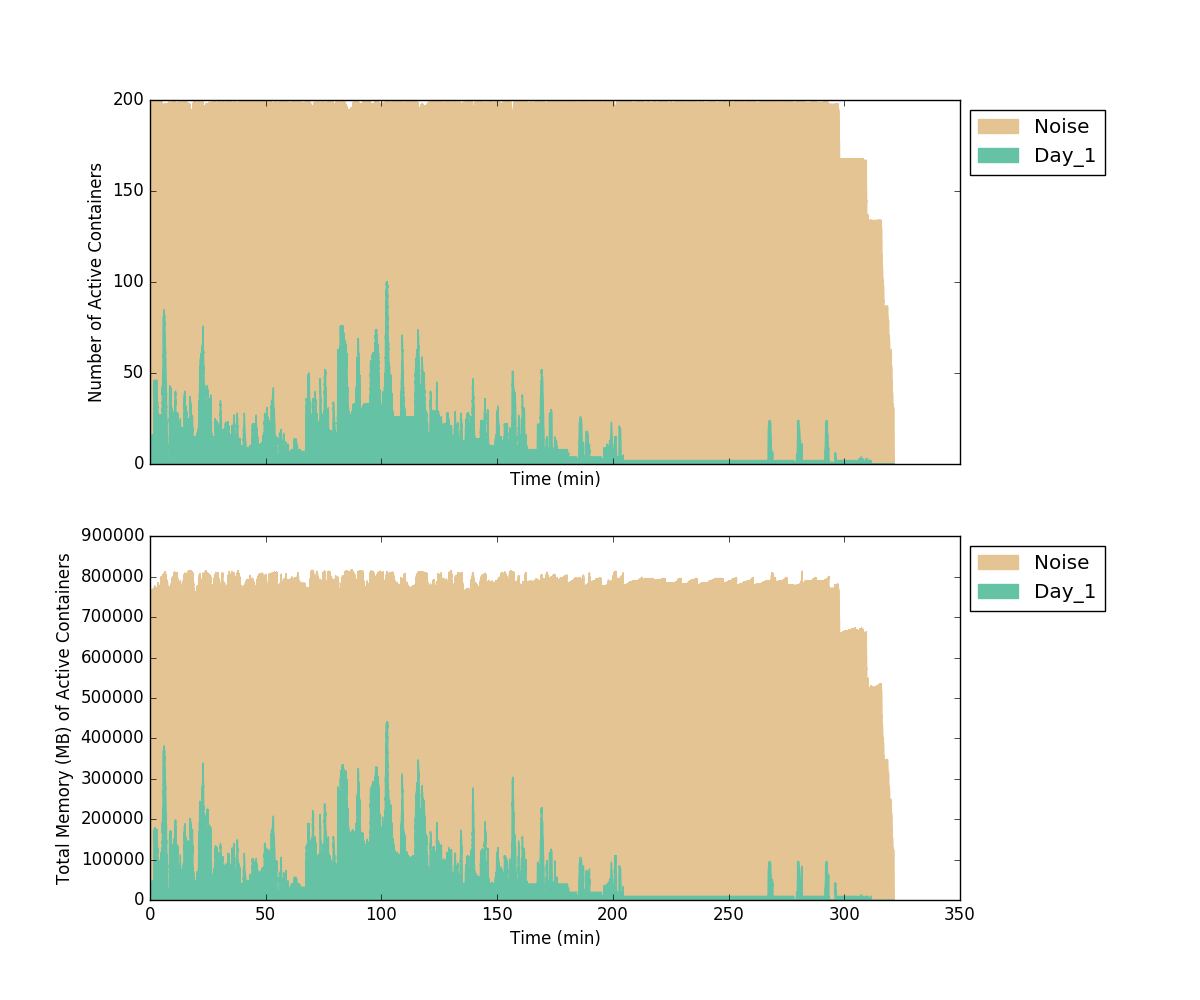 200
150
100
50
0
Number of Active Containers
Time (min)
Noise
Day_1
900000
800000
700000
600000
500000
400000
300000
200000
100000
0
Total Memory (MB) of Active Containers
0 50 100 150 200 250 300 350
Time (min)
Noise
Day_1